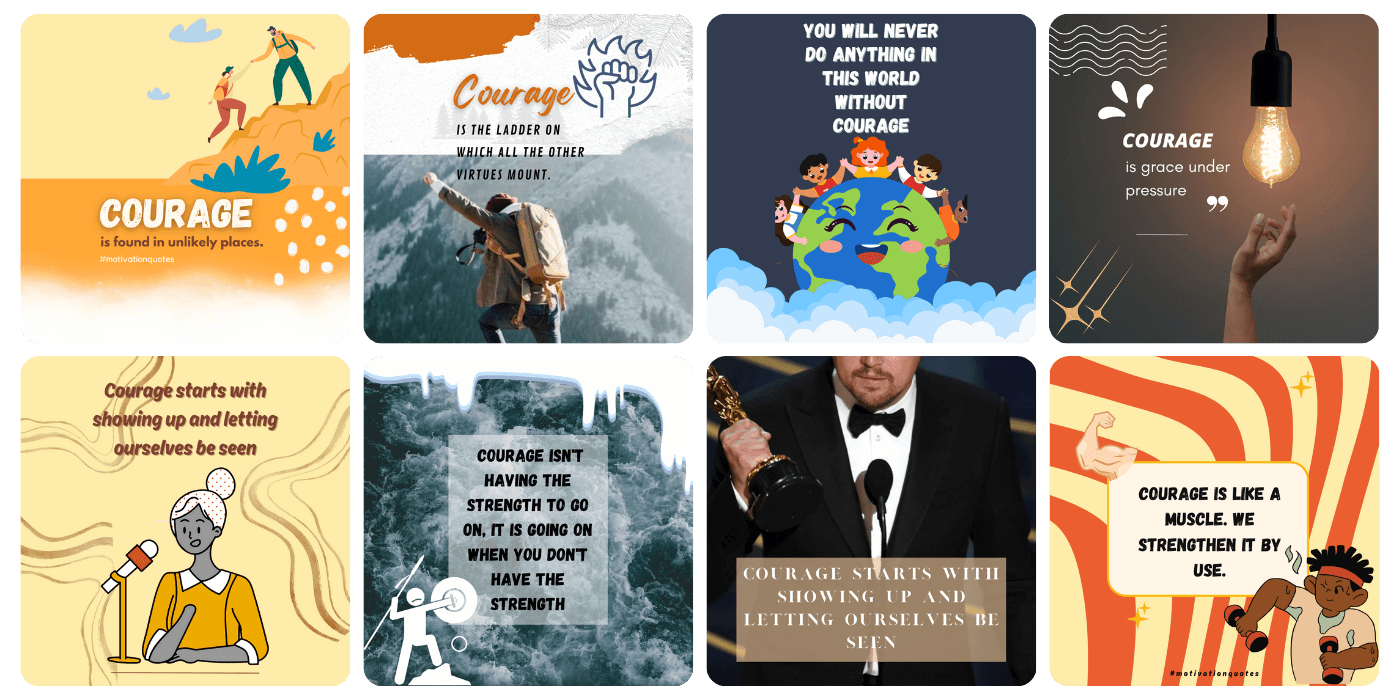 COURAGE
is found in unlikely places.
#motivationquotes
Courage
IS THE LADDER ON
WHICH ALL THE OTHER
VIRTUES MOUNT.
YOU WILL NEVER
DO ANYTHING IN
THIS WORLD
WITHOUT
COURAGE
COURAGE
is grace under
pressure
”
Courage starts with
showing up and letting
ourselves be seen
COURAGE ISN'T
HAVING THE
STRENGTH TO GO
ON, IT IS GOING ON
WHEN YOU DON'T
HAVE THE
STRENGTH
COURAGE STARTS WITH
SHOWING UP AND
LETTING OURSELVES BE
SEEN
COURAGE IS LIKE A
MUSCLE. WE
STRENGTHEN IT BY
USE.
#motivationquotes